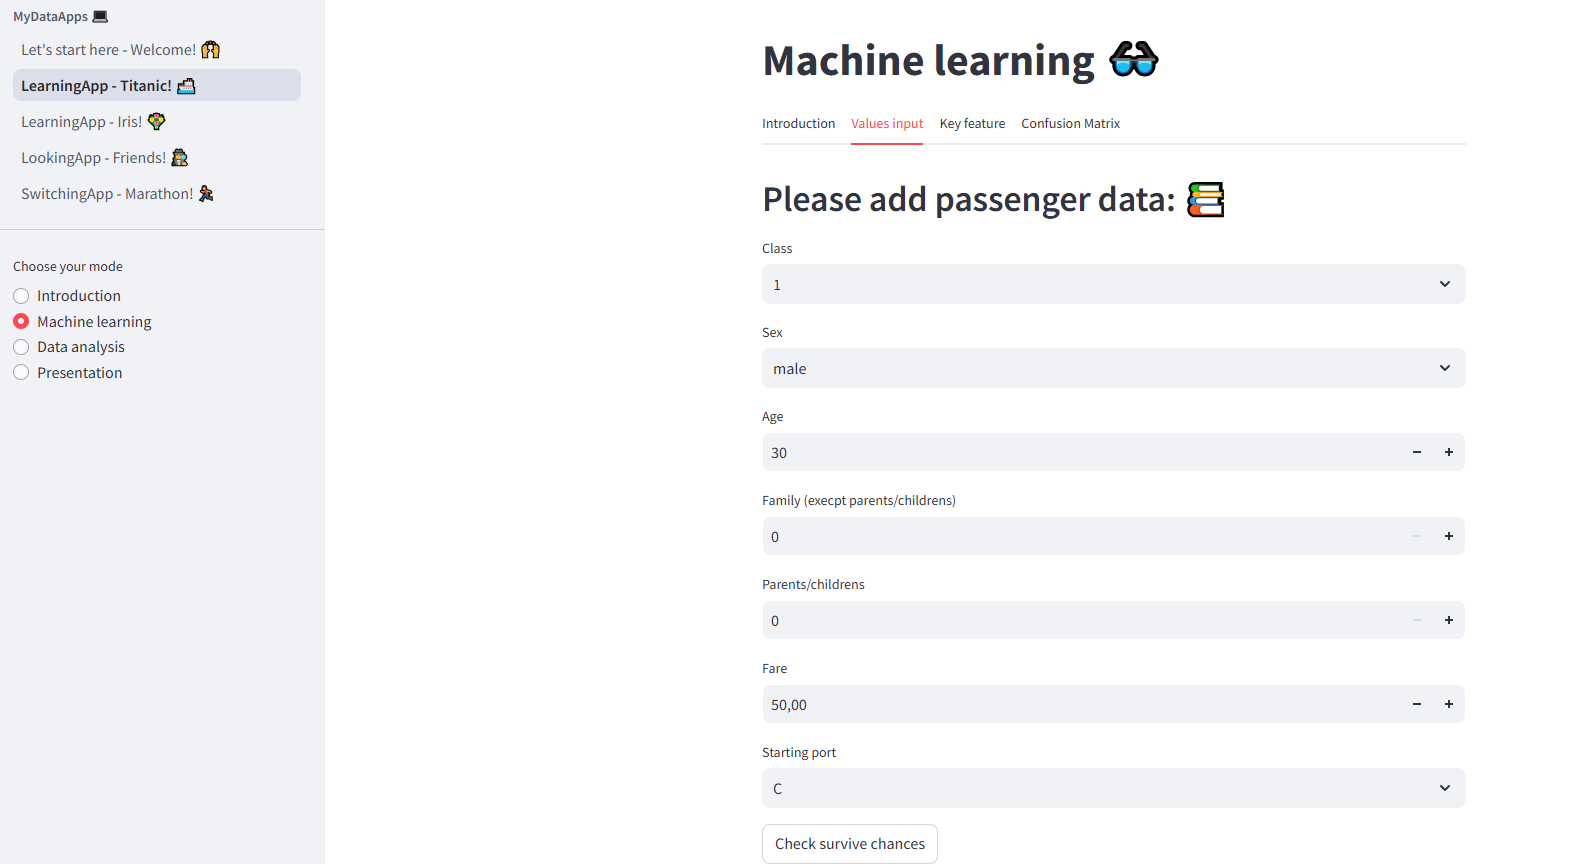 MyDataApps 💻
Let's start here - Welcome! 🙌
LearningApp - Titanic! 🚢
LearningApp - Iris! 💐
LookingApp - Friends! 🕵
SwitchingApp - Marathon! 🏃
Choose your mode
Introduction
Machine learning
Data analysis
Presentation
Machine learning 🕶
Introduction Values input Key feature Confusion Matrix
Please add passenger data: 📚
Class
1
Sex
male
Age
30
Family (execpt parents/childrens)
0
Parents/childrens
0
Fare
50,00
Starting port
C
Check survive chances